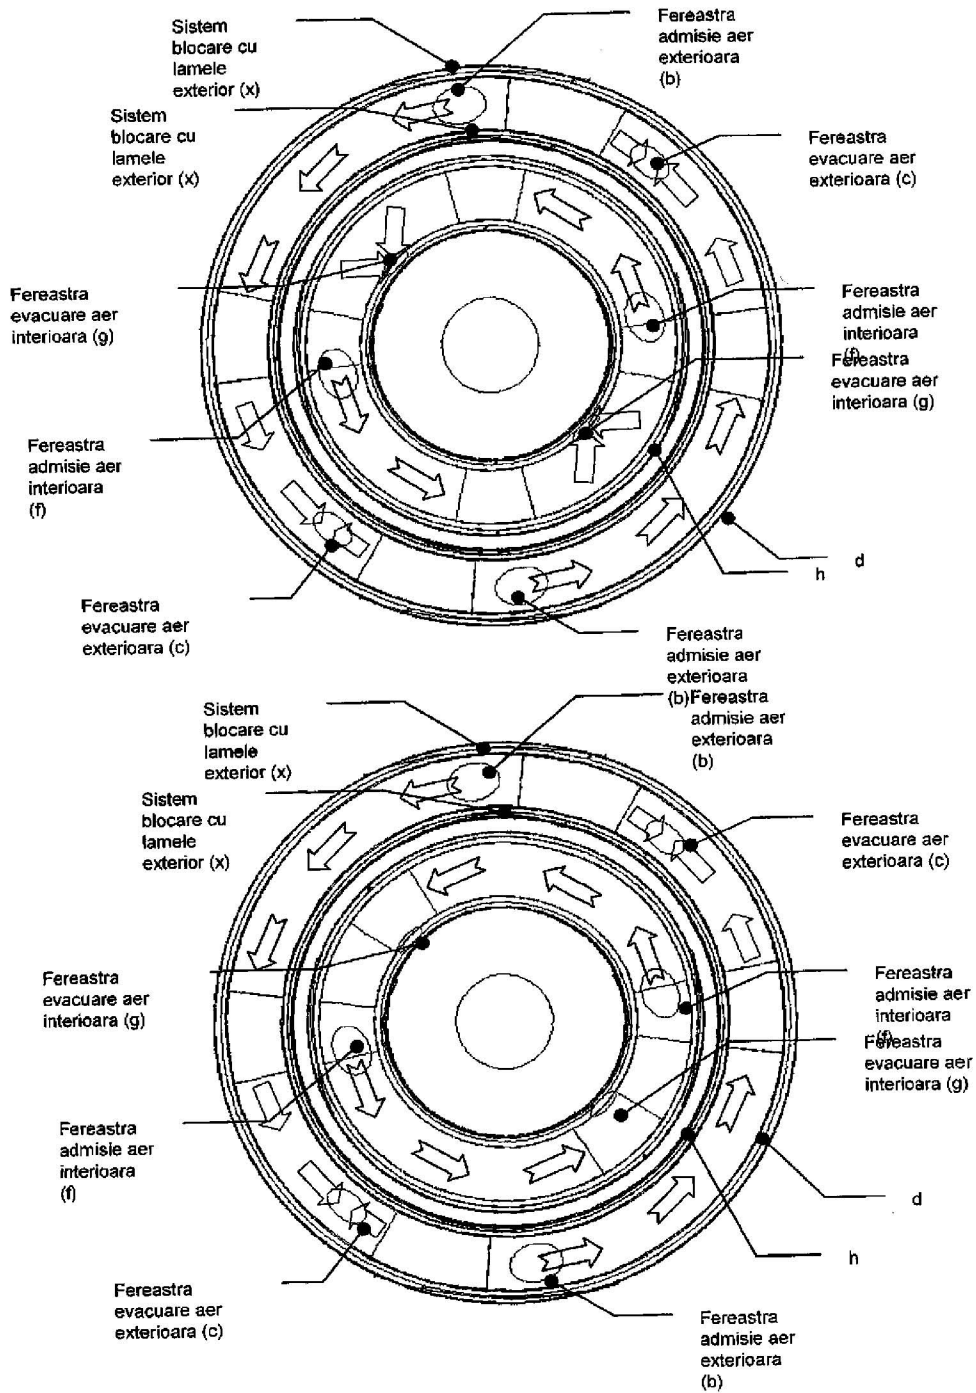 Sistem
blocare cu
lamele
exterior (x)
Fereastra
admisie aer
exterioara
(b)
Sistem
blocare cu
lamele
exterior (x)
Fereastra
evacuare aer
exterioara (c)
Fereastra
evacuare aer
interioara (g)
Fereastra
admisie aer
interioara
(f)
Fereastra
evacuare aer
interioara (g)
Fereastra
admisie aer
interioara
(f)
d
h
Fereastra
evacuare aer
exterioara (c)
Fereastra
admisie aer
exterioara
(b)
Sistem
blocare cu
lamele
exterior (x)
Fereastra
admisie aer
exterioara
(b)
Sistem
blocare cu
lamele
exterior (x)
Fereastra
evacuare aer
exterioara (c)
Fereastra
evacuare aer
interioara (g)
Fereastra
admisie aer
interioara
(f)
Fereastra
evacuare aer
interioara (g)
Fereastra
admisie aer
interioara
(f)
d
h
Fereastra
evacuare aer
exterioara (c)
Fereastra
admisie aer
exterioara
(b)